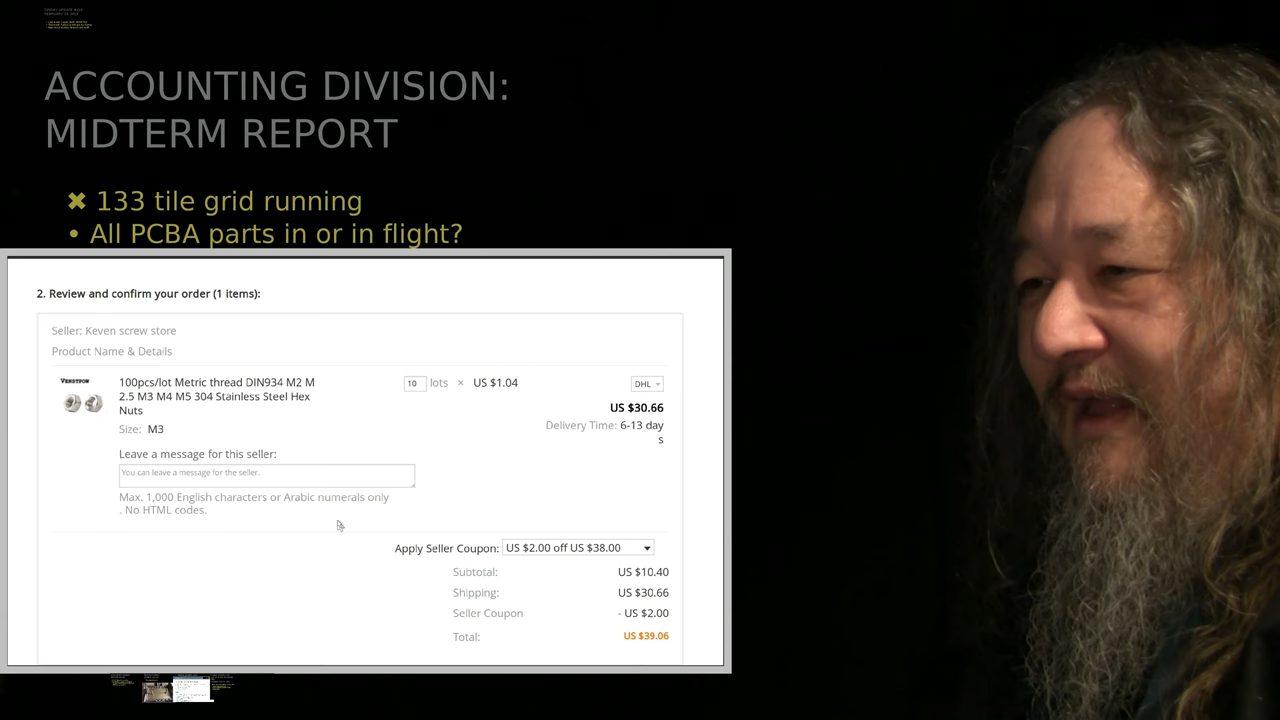 ACCOUNTING DIVISION:
MIDTERM REPORT
✖ 133 tile grid running
• All PCBA parts in or in flight?
2. Review and confirm your order (1 items):
Seller: Keven screw store
Product Name & Details
100pcs/lot Metric thread DIN934 M2 M
2.5 M3 M4 M5 304 Stainless Steel Hex
Nuts
10 lots × US $1.04
DHL
US $30.66
Delivery Time: 6-13 day
s
Size: M3
Leave a message for this seller:
You can leave a message for the seller.
Max. 1,000 English characters or Arabic numerals only
. No HTML codes.
Apply Seller Coupon: US $2.00 off US $38.00
Subtotal: US $10.40
Shipping: US $30.66
Seller Coupon - US $2.00
Total: US $39.06